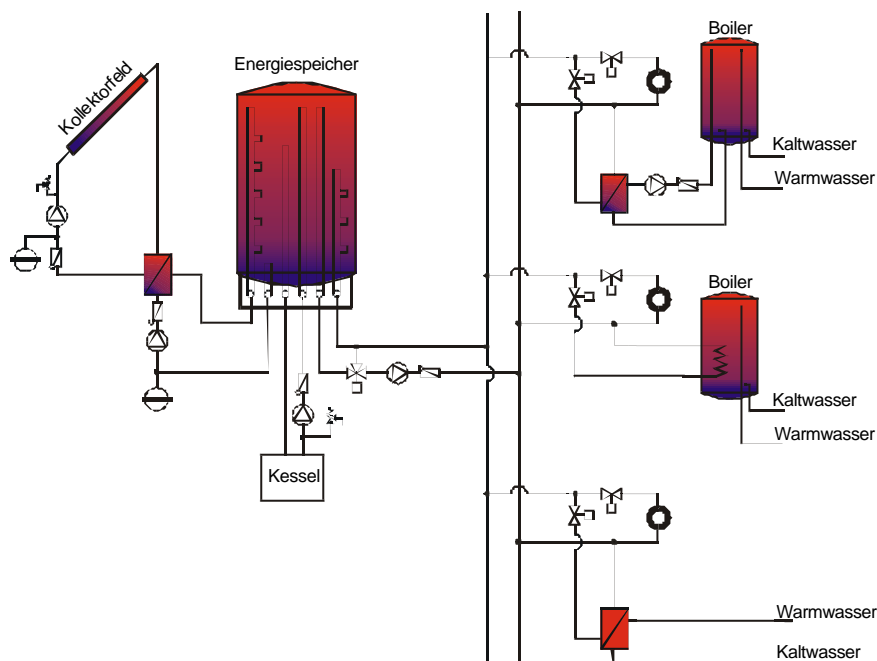 Boiler
Energiespeicher
Kollektorfeld
Kaltwasser
Warmwasser
Boiler
Kaltwasser
Warmwasser
Kessel
Warmwasser
Kaltwasser